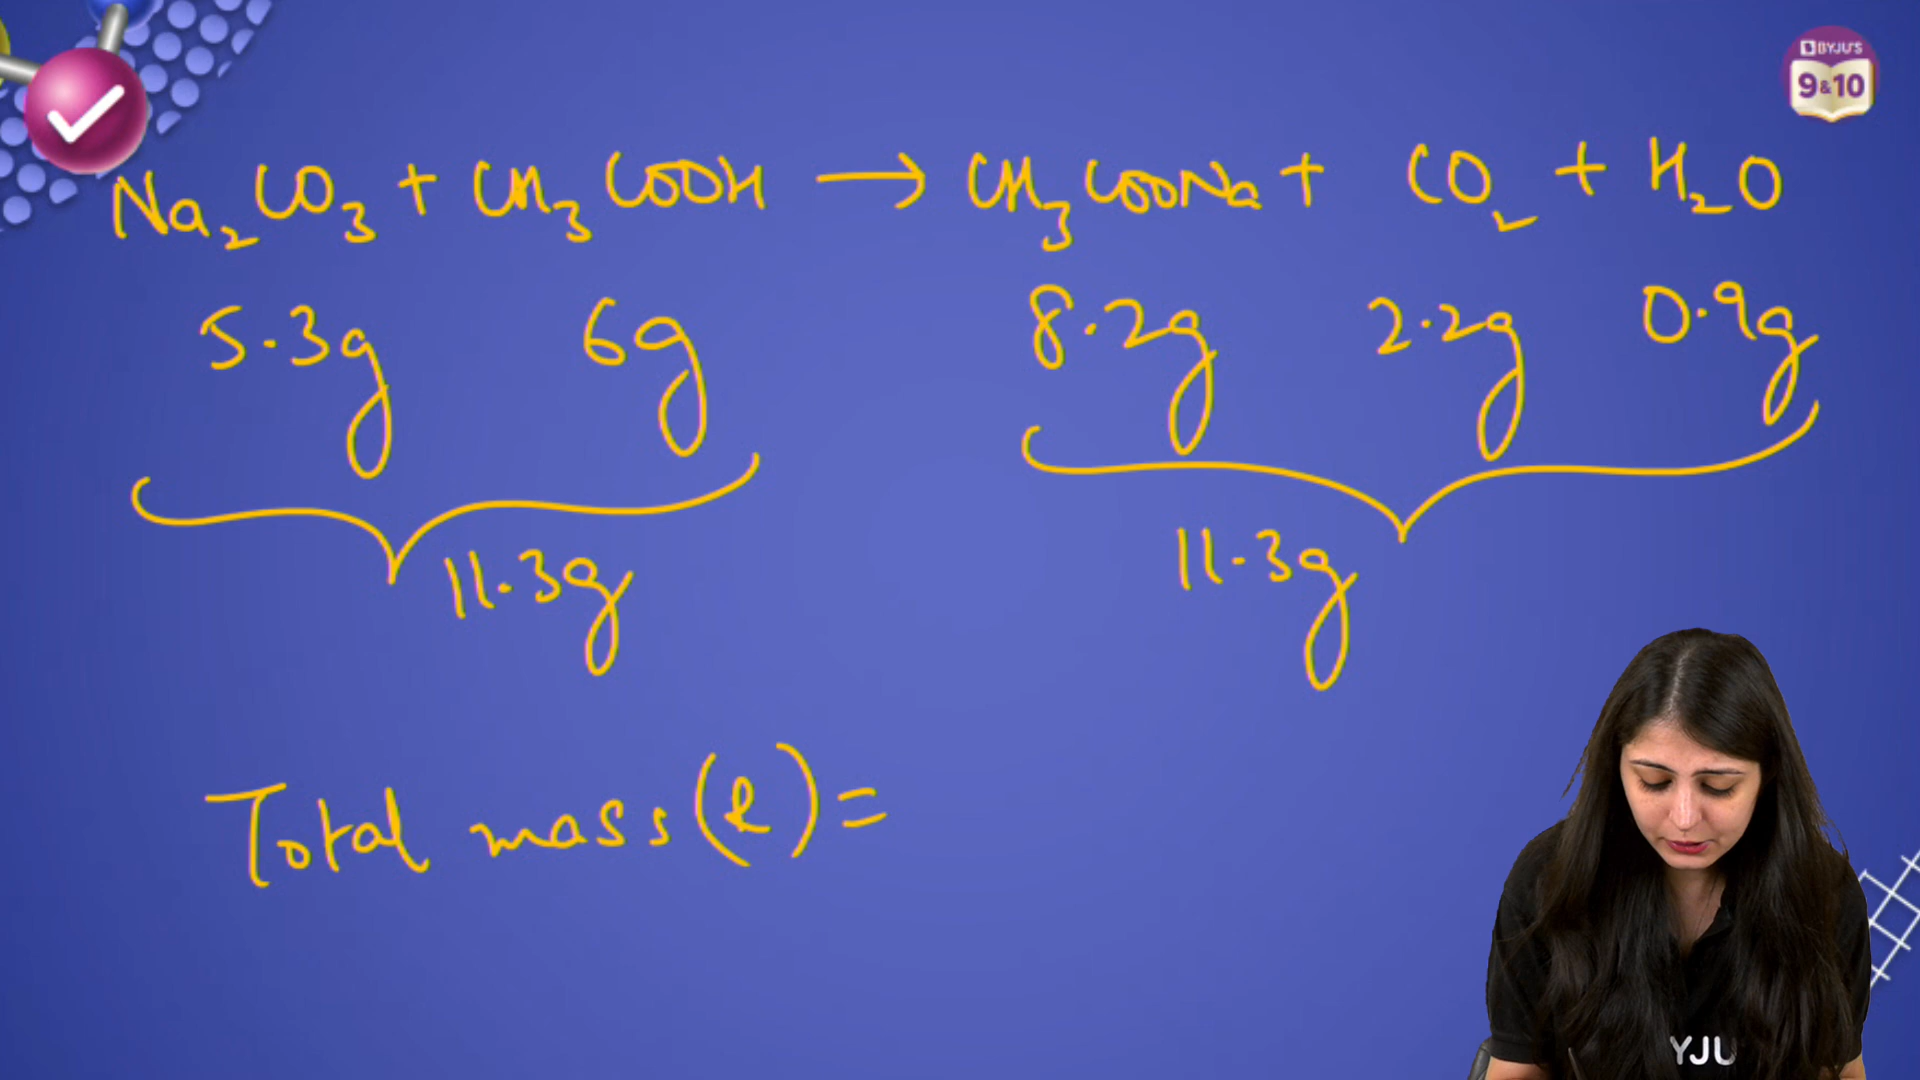 BYJU'S
9&10
Na₂CO₃ + CH₃COOH → CH₃COONa + CO₂ + H₂O
5.3g 6g 8.2g 2.2g 0.9g
11.3g 11.3g
Total mass (R) =
YJU